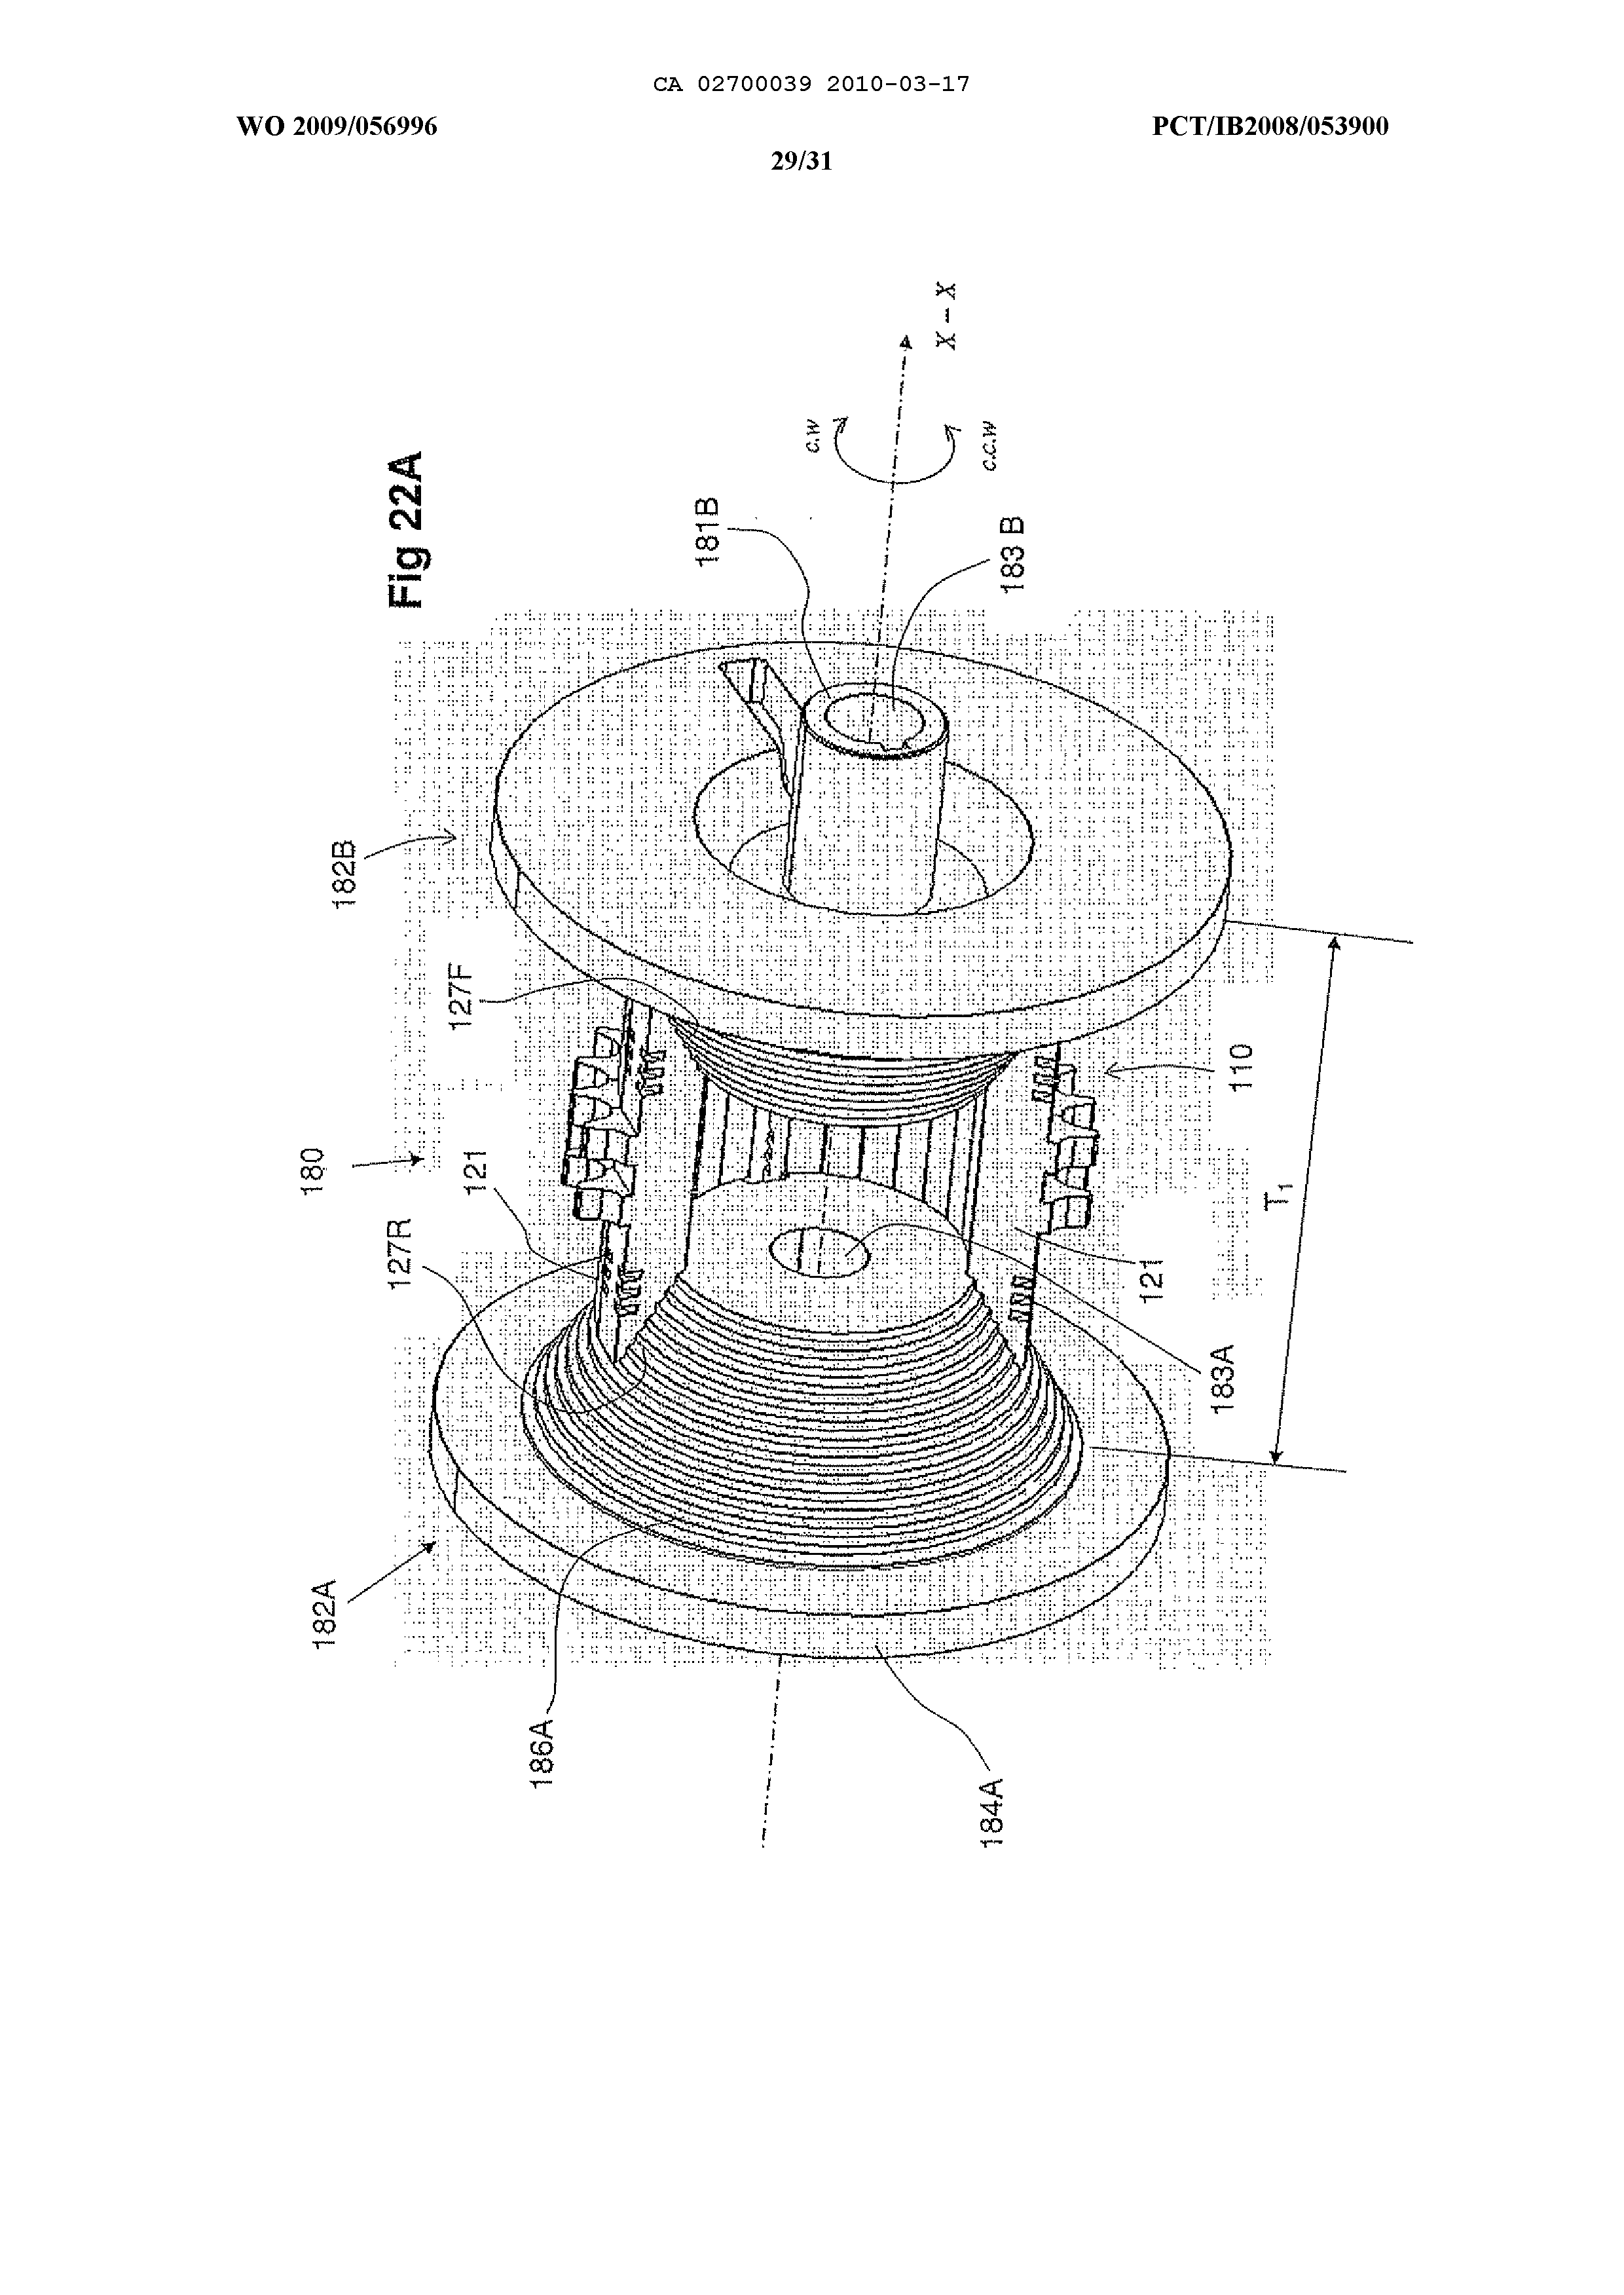 CA 02700039 2010-03-17
WO 2009/056996
PCT/IB2008/053900
29/31
Fig 22A
X – X
c.w
c.c.w
181B
183 B
182B
127F
110
180
121
127R
T1
121
183A
182A
186A
184A